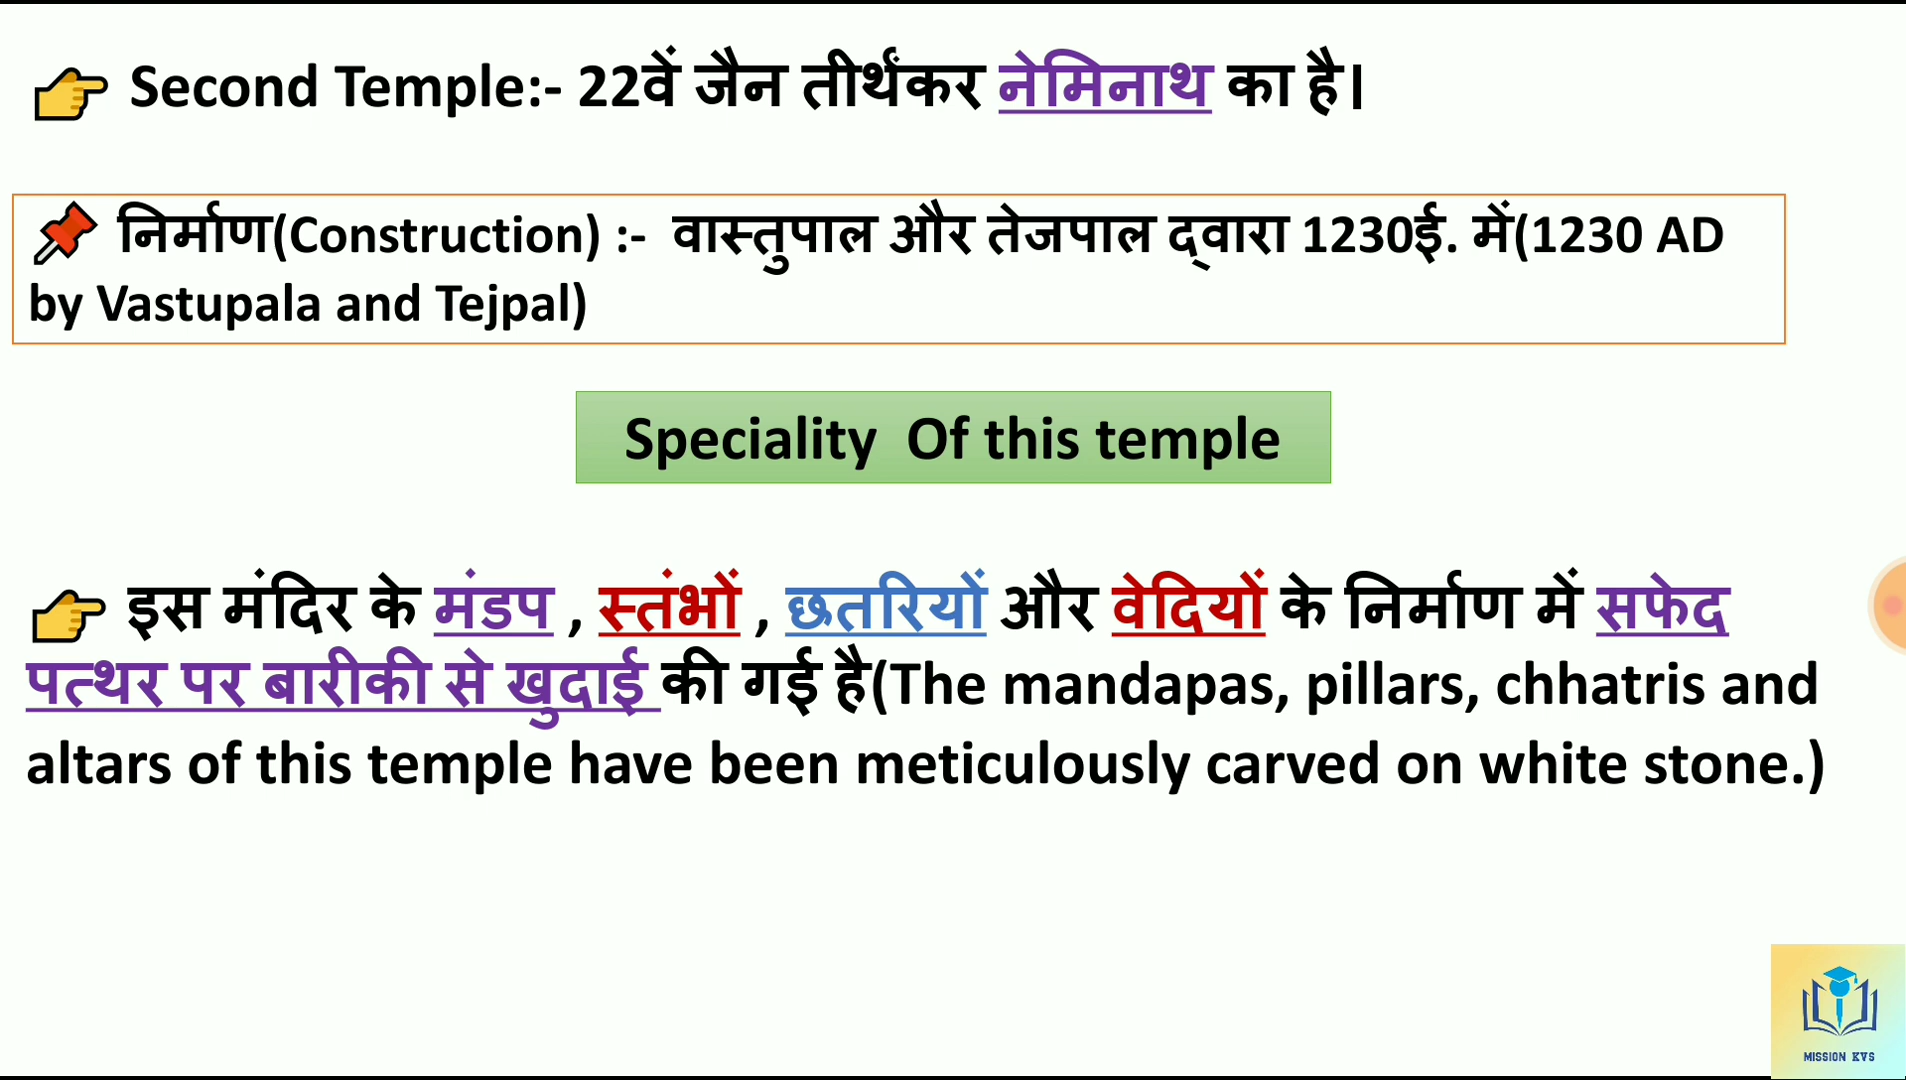 👉 Second Temple:- 22वें जैन तीर्थंकर नेमिनाथ का है।
📌 निर्माण(Construction) :- वास्तुपाल और तेजपाल द्वारा 1230ई. में(1230 AD
by Vastupala and Tejpal)
Speciality Of this temple
👉 इस मंदिर के मंडप , स्तंभों , छतरियों और वेदियों के निर्माण में सफेद
पत्थर पर बारीकी से खुदाई की गई है(The mandapas, pillars, chhatris and
altars of this temple have been meticulously carved on white stone.)
MISSION KVS